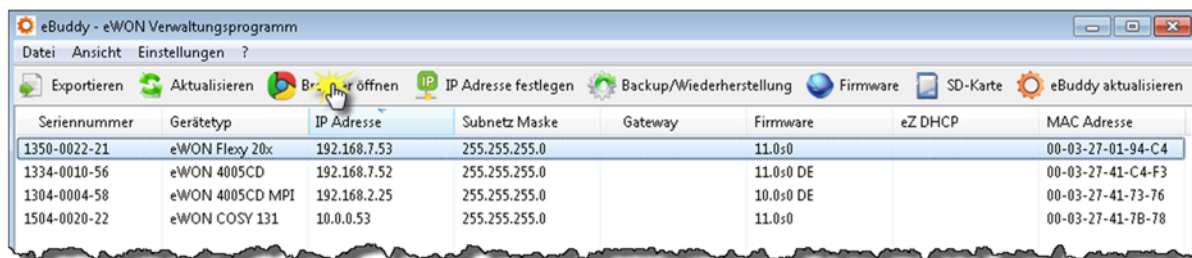 eBuddy - eWON Verwaltungsprogramm
Datei Ansicht Einstellungen ?
Exportieren Aktualisieren öffnen IP IP Adresse festlegen Backup/Wiederherstellung Firmware SD-Karte eBuddy aktualisieren
Seriennummer Gerätetyp IP Adresse Subnetz Maske Gateway Firmware eZ DHCP MAC Adresse
1350-0022-21 eWON Flexy 20x 192.168.7.53 255.255.255.0 11.0s0 00-03-27-01-94-C4
1334-0010-56 eWON 4005CD 192.168.7.52 255.255.255.0 11.0s0 DE 00-03-27-41-C4-F3
1304-0004-58 eWON 4005CD MPI 192.168.2.25 255.255.255.0 10.0s0 DE 00-03-27-41-73-76
1504-0020-22 eWON COSY 131 10.0.0.53 255.255.255.0 11.0s0 00-03-27-41-7B-78